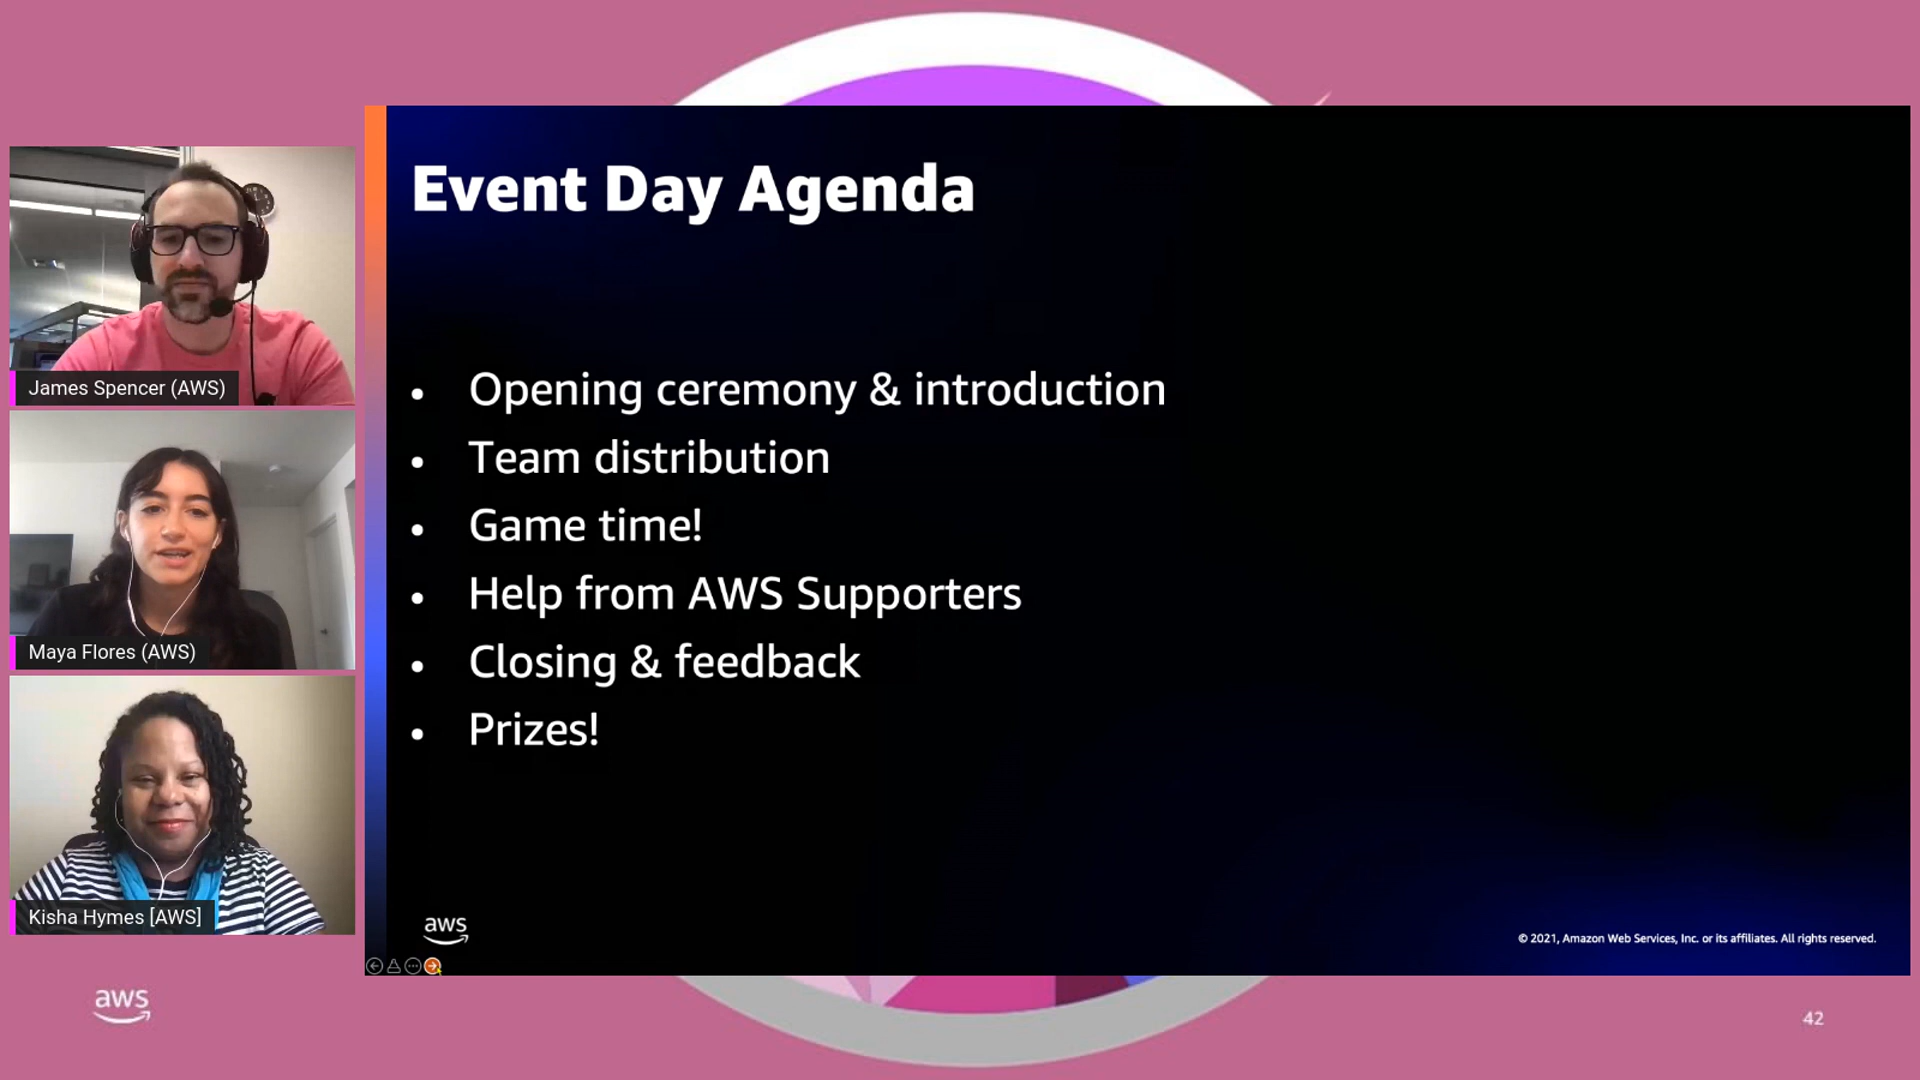 Event Day Agenda
• Opening ceremony & introduction
• Team distribution
• Game time!
• Help from AWS Supporters
• Closing & feedback
• Prizes!
aws
© 2021, Amazon Web Services, Inc. or its affiliates. All rights reserved.
James Spencer (AWS)
Maya Flores (AWS)
Kisha Hymes [AWS]
aws
42